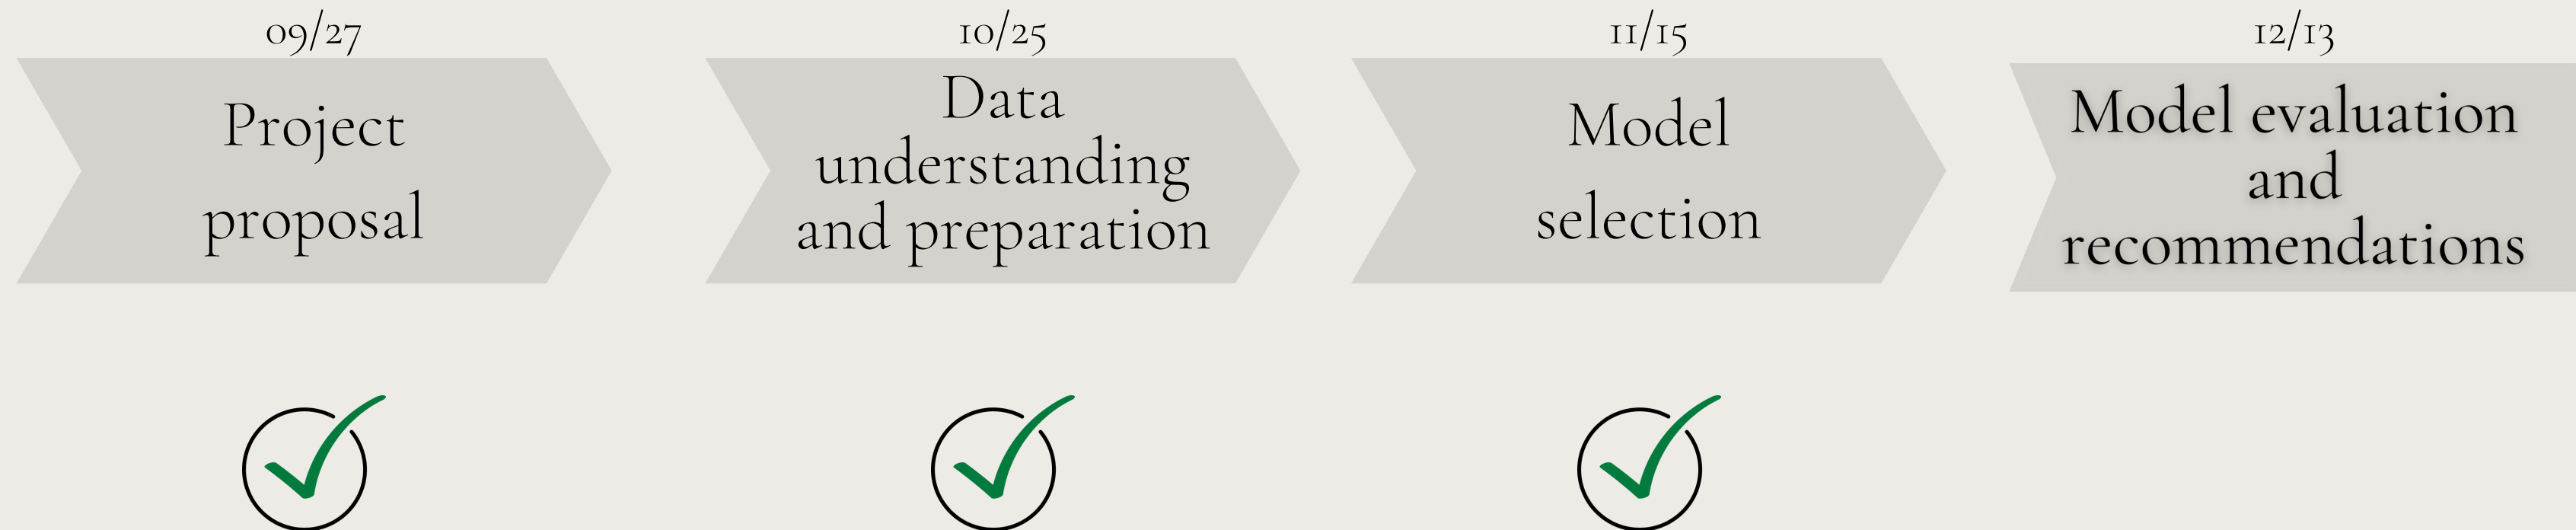 09/27
Project
proposal
10/25
Data
understanding
and preparation
11/15
Model
selection
12/13
Model evaluation
and
recommendations